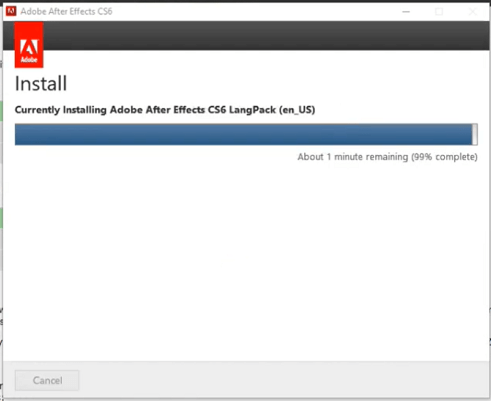 Adobe After Effects CS6
Adobe
Install
Currently Installing Adobe After Effects CS6 LangPack (en_US)
About 1 minute remaining (99% complete)
Cancel